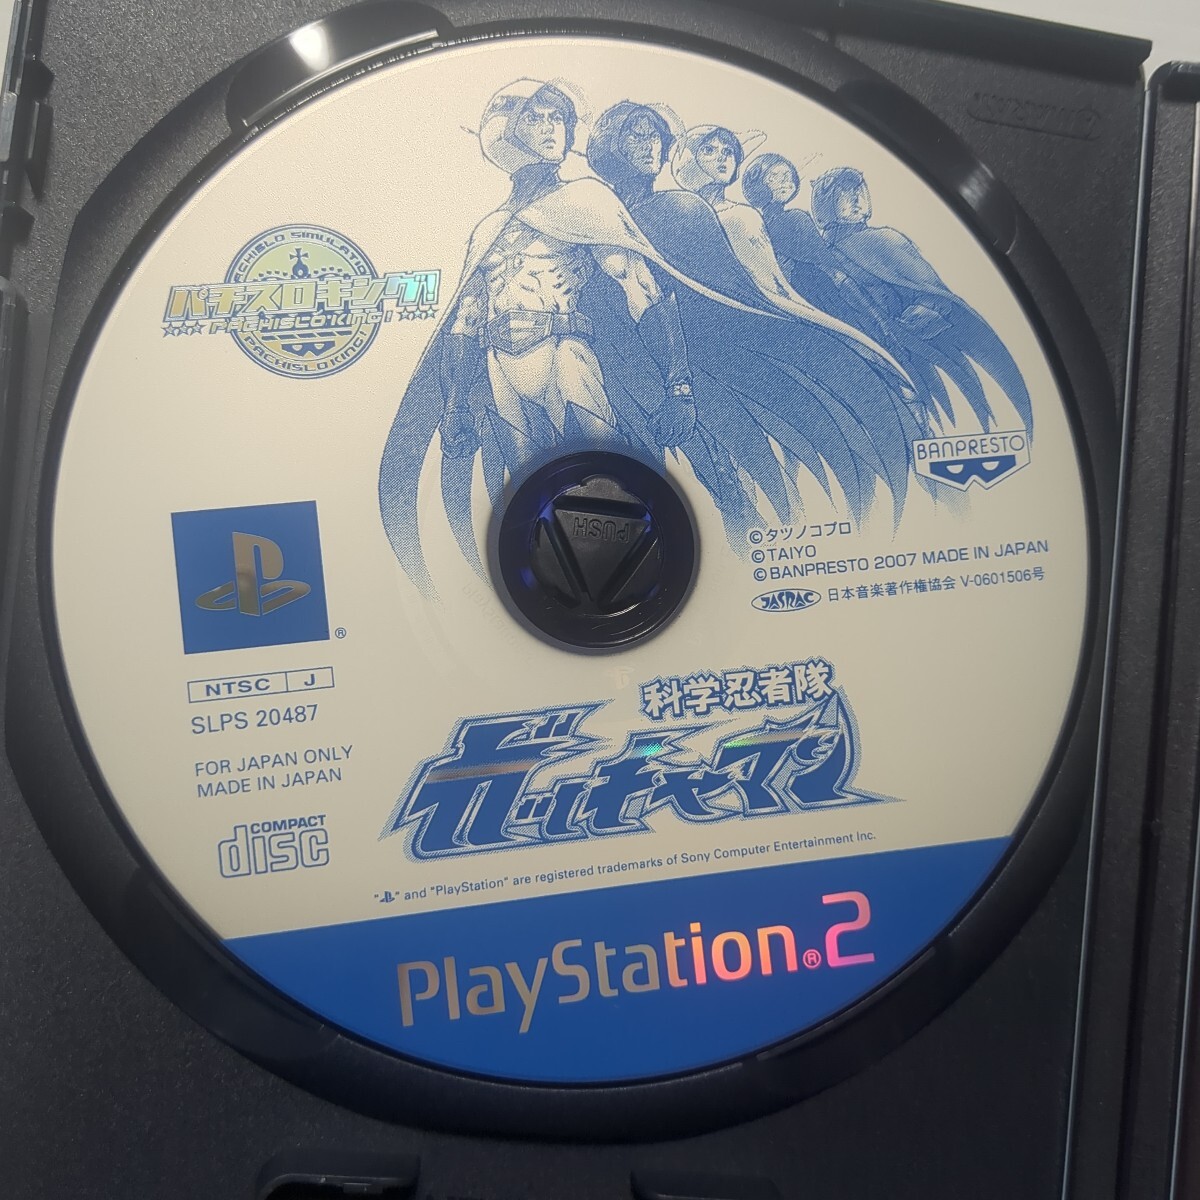 PACHISLO SIMULATIO
パチスロキング!
PACHISLO KING!
PACHISLO KING!
BANPRESTO
PUSH
©タツノコプロ
©TAIYO
©BANPRESTO 2007 MADE IN JAPAN
JASRAC 日本音楽著作権協会 V-0601506号
®
NTSC J
SLPS 20487
FOR JAPAN ONLY
MADE IN JAPAN
COMPACT
disc
科学忍者隊
ガッチャマン
"PS" and "PlayStation" are registered trademarks of Sony Computer Entertainment Inc.
PlayStation®2